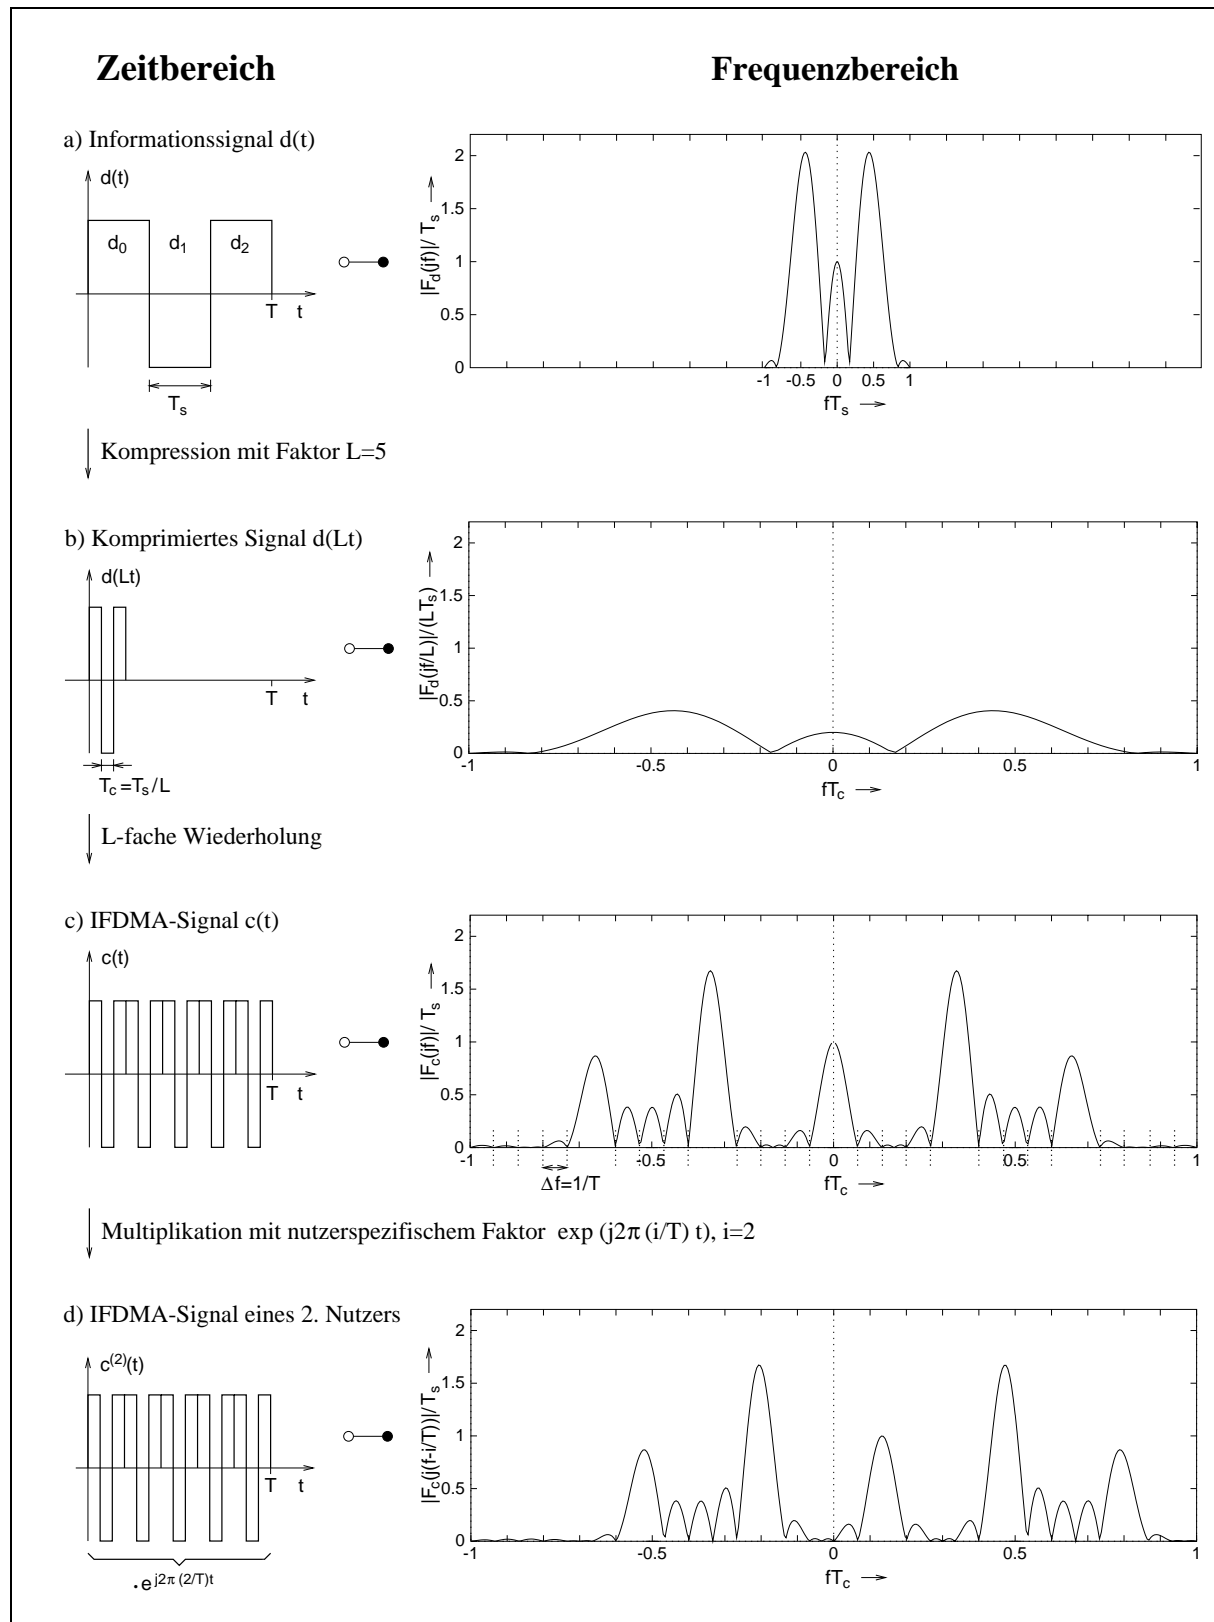 Zeitbereich
Frequenzbereich
a) Informationssignal d(t)
d(t)
d0 d1 d2
T t
Ts
|Fd(jf)|/ Ts
2
1.5
1
0.5
0
-1 -0.5 0 0.5 1
fTs
Kompression mit Faktor L=5
b) Komprimiertes Signal d(Lt)
d(Lt)
T t
Tc=Ts/L
|Fd(jf/L)|/(LTs)
2
1.5
1
0.5
0
-1 -0.5 0 0.5 1
fTc
L-fache Wiederholung
c) IFDMA-Signal c(t)
c(t)
T t
|Fc(jf)|/ Ts
2
1.5
1
0.5
0
-1 -0.5 0 0.5 1
Δf=1/T
fTc
Multiplikation mit nutzerspezifischem Faktor exp (j2π (i/T) t), i=2
d) IFDMA-Signal eines 2. Nutzers
c(2)(t)
T t
· e j2π (2/T)t
|Fc(j(f-i/T))|/ Ts
2
1.5
1
0.5
0
-1 -0.5 0 0.5 1
fTc